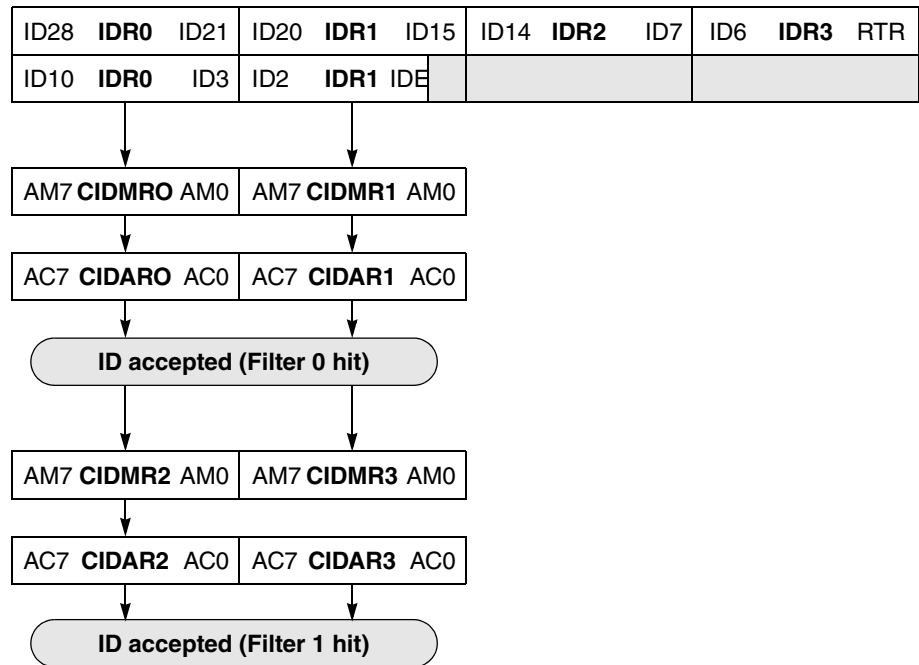 ID28 IDR0 ID21 ID20 IDR1 ID15 ID14 IDR2 ID7 ID6 IDR3 RTR
ID10 IDR0 ID3 ID2 IDR1 IDE
AM7 CIDMRO AM0 AM7 CIDMR1 AM0
AC7 CIDARO AC0 AC7 CIDAR1 AC0
ID accepted (Filter 0 hit)
AM7 CIDMR2 AM0 AM7 CIDMR3 AM0
AC7 CIDAR2 AC0 AC7 CIDAR3 AC0
ID accepted (Filter 1 hit)